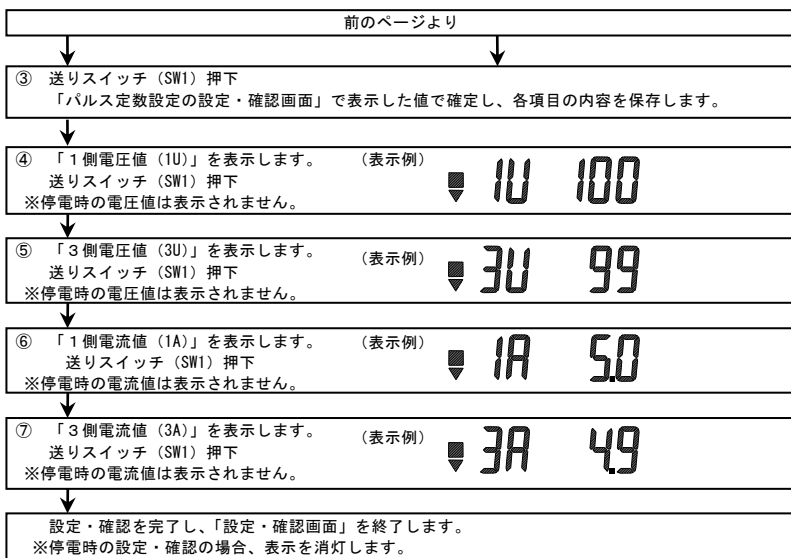 前のページより
③ 送りスイッチ（SW1）押下
「パルス定数設定の設定・確認画面」で表示した値で確定し、各項目の内容を保存します。
④ 「１側電圧値（1U）」を表示します。 （表示例） 1U 100
送りスイッチ（SW1）押下
※停電時の電圧値は表示されません。
⑤ 「３側電圧値（3U）」を表示します。 （表示例） 3U 99
送りスイッチ（SW1）押下
※停電時の電圧値は表示されません。
⑥ 「１側電流値（1A）」を表示します。 （表示例） 1A 5.0
送りスイッチ（SW1）押下
※停電時の電流値は表示されません。
⑦ 「３側電流値（3A）」を表示します。 （表示例） 3A 4.9
送りスイッチ（SW1）押下
※停電時の電流値は表示されません。
設定・確認を完了し、「設定・確認画面」を終了します。
※停電時の設定・確認の場合、表示を消灯します。